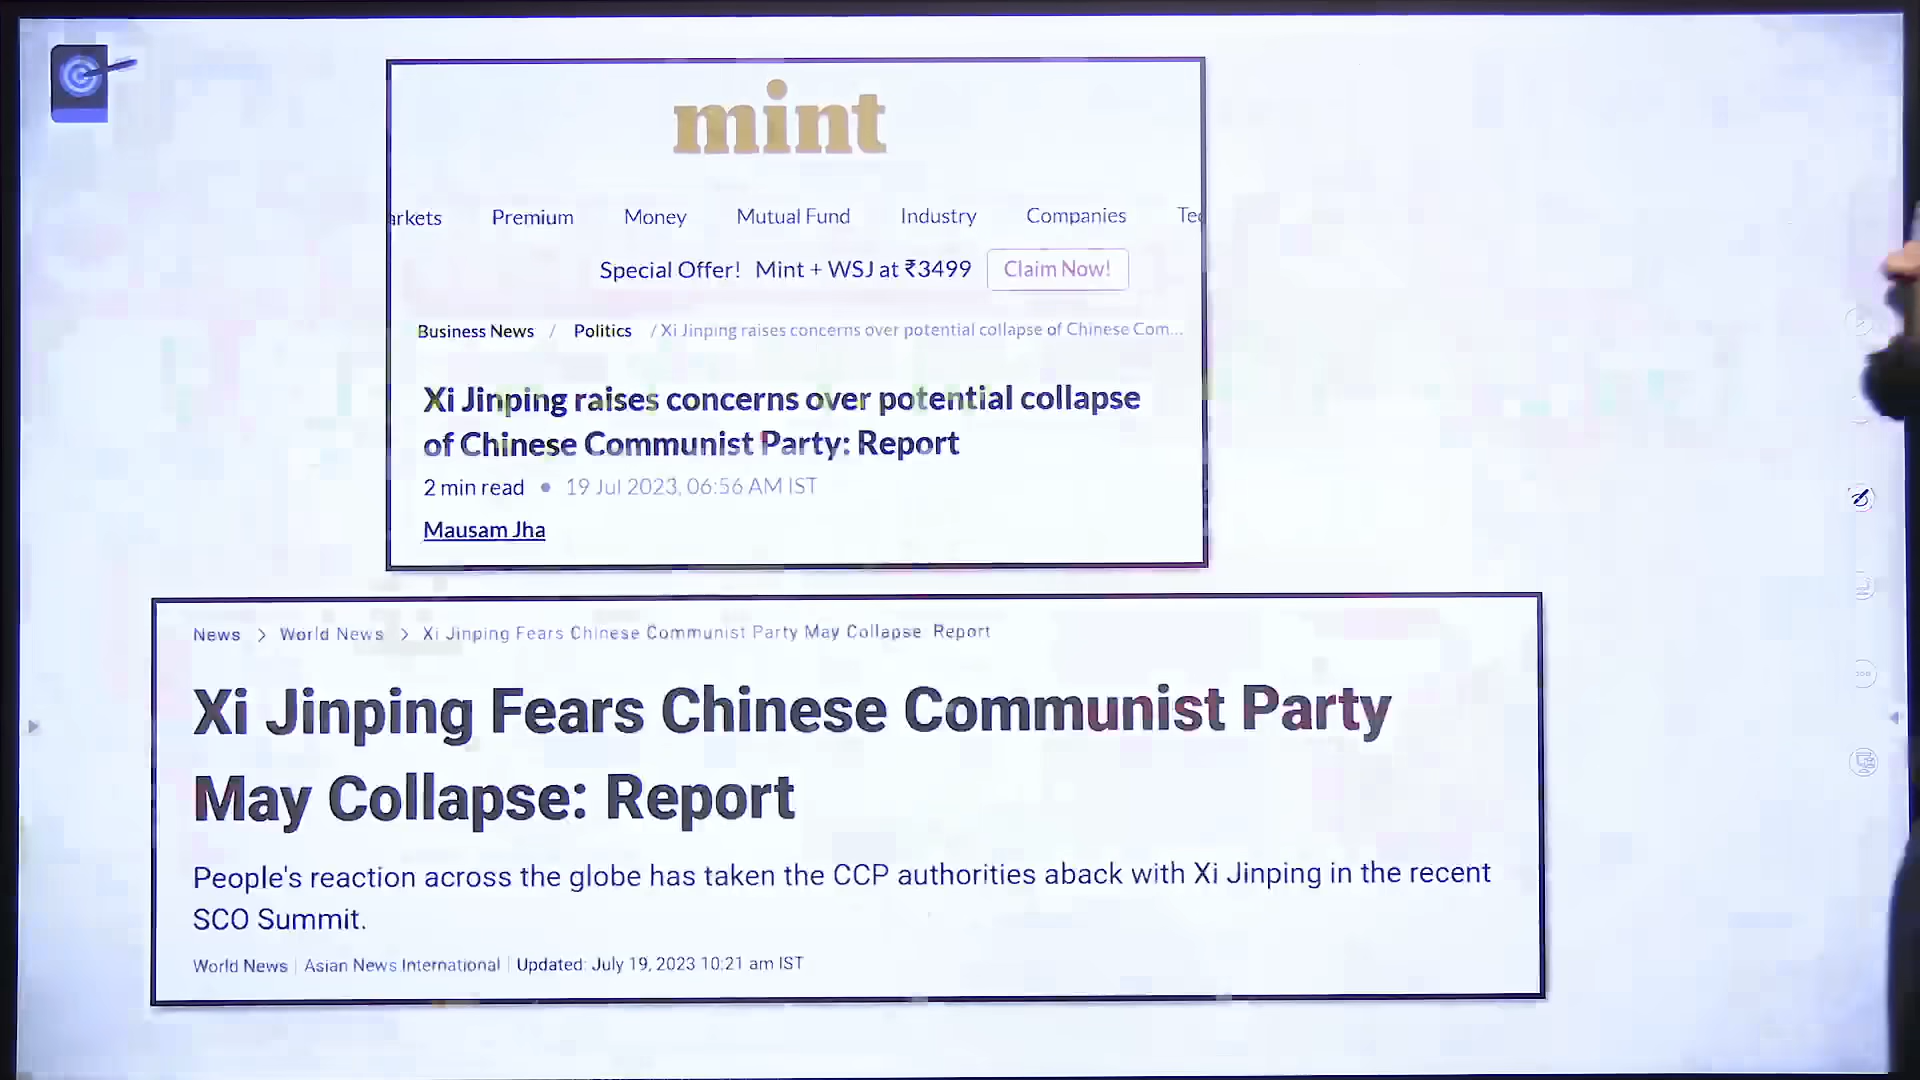 mint
arkets Premium Money Mutual Fund Industry Companies Tec
Special Offer! Mint + WSJ at ₹3499 Claim Now!
Business News / Politics / Xi Jinping raises concerns over potential collapse of Chinese Com...
Xi Jinping raises concerns over potential collapse
of Chinese Communist Party: Report
2 min read • 19 Jul 2023, 06:56 AM IST
Mausam Jha
News > World News > Xi Jinping Fears Chinese Communist Party May Collapse Report
Xi Jinping Fears Chinese Communist Party
May Collapse: Report
People's reaction across the globe has taken the CCP authorities aback with Xi Jinping in the recent
SCO Summit.
World News | Asian News International | Updated: July 19, 2023 10:21 am IST